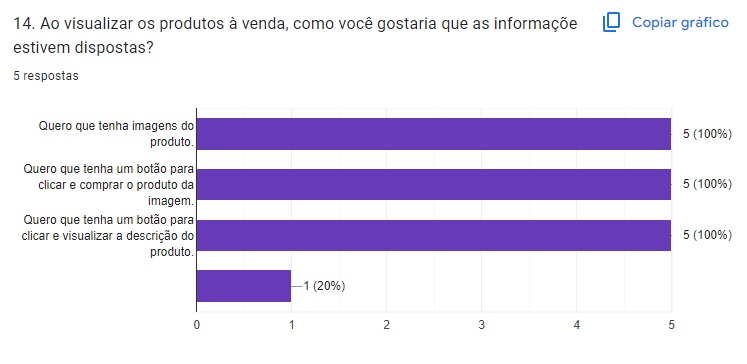 14. Ao visualizar os produtos à venda, como você gostaria que as informaçõe
estivem dispostas?
Copiar gráfico
5 respostas
Quero que tenha imagens do
produto.
5 (100%)
Quero que tenha um botão para
clicar e comprar o produto da
imagem.
5 (100%)
Quero que tenha um botão para
clicar e visualizar a descrição do
produto.
5 (100%)
1 (20%)
0 1 2 3 4 5